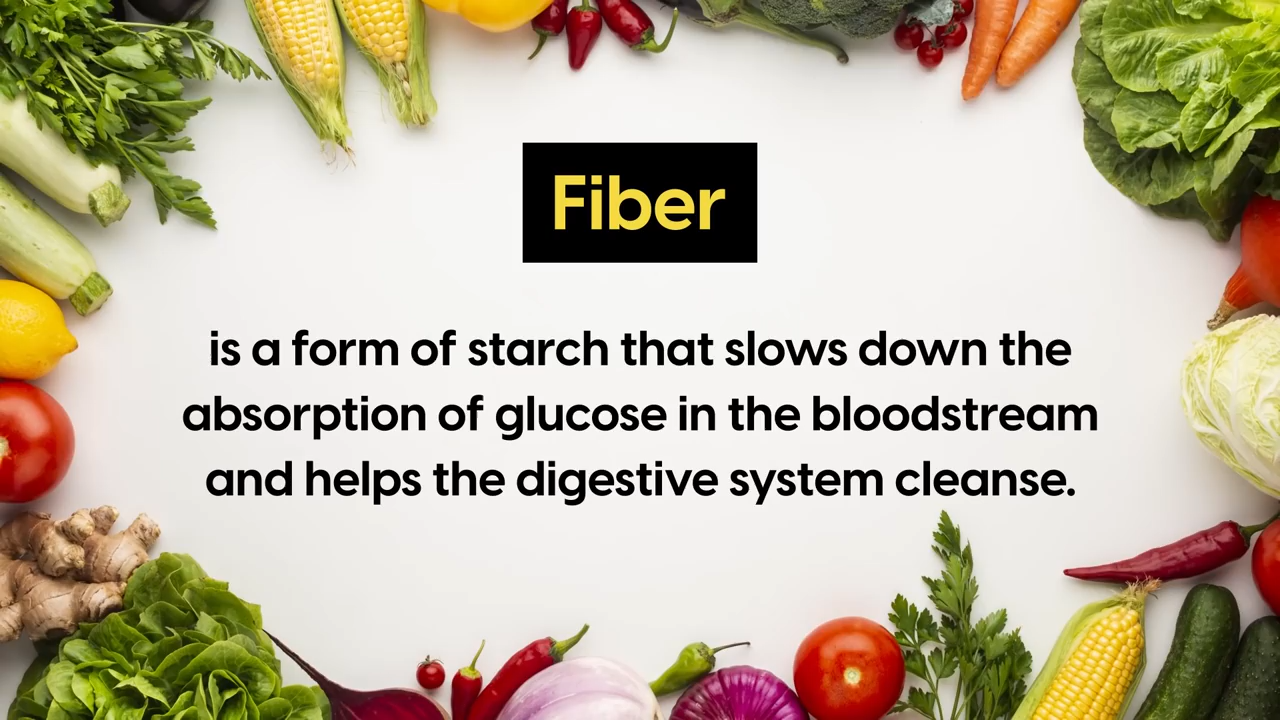 Fiber
is a form of starch that slows down the
absorption of glucose in the bloodstream
and helps the digestive system cleanse.